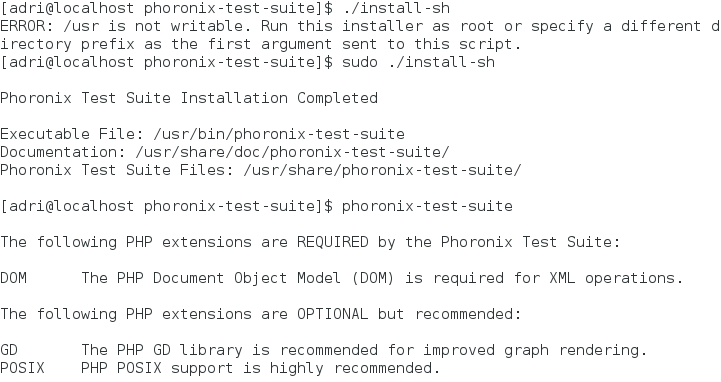 [adri@localhost phoronix-test-suite]$ ./install-sh
ERROR: /usr is not writable. Run this installer as root or specify a different d
irectory prefix as the first argument sent to this script.
[adri@localhost phoronix-test-suite]$ sudo ./install-sh
Phoronix Test Suite Installation Completed
Executable File: /usr/bin/phoronix-test-suite
Documentation: /usr/share/doc/phoronix-test-suite/
Phoronix Test Suite Files: /usr/share/phoronix-test-suite/
[adri@localhost phoronix-test-suite]$ phoronix-test-suite
The following PHP extensions are REQUIRED by the Phoronix Test Suite:
DOM      The PHP Document Object Model (DOM) is required for XML operations.
The following PHP extensions are OPTIONAL but recommended:
GD       The PHP GD library is recommended for improved graph rendering.
POSIX    PHP POSIX support is highly recommended.